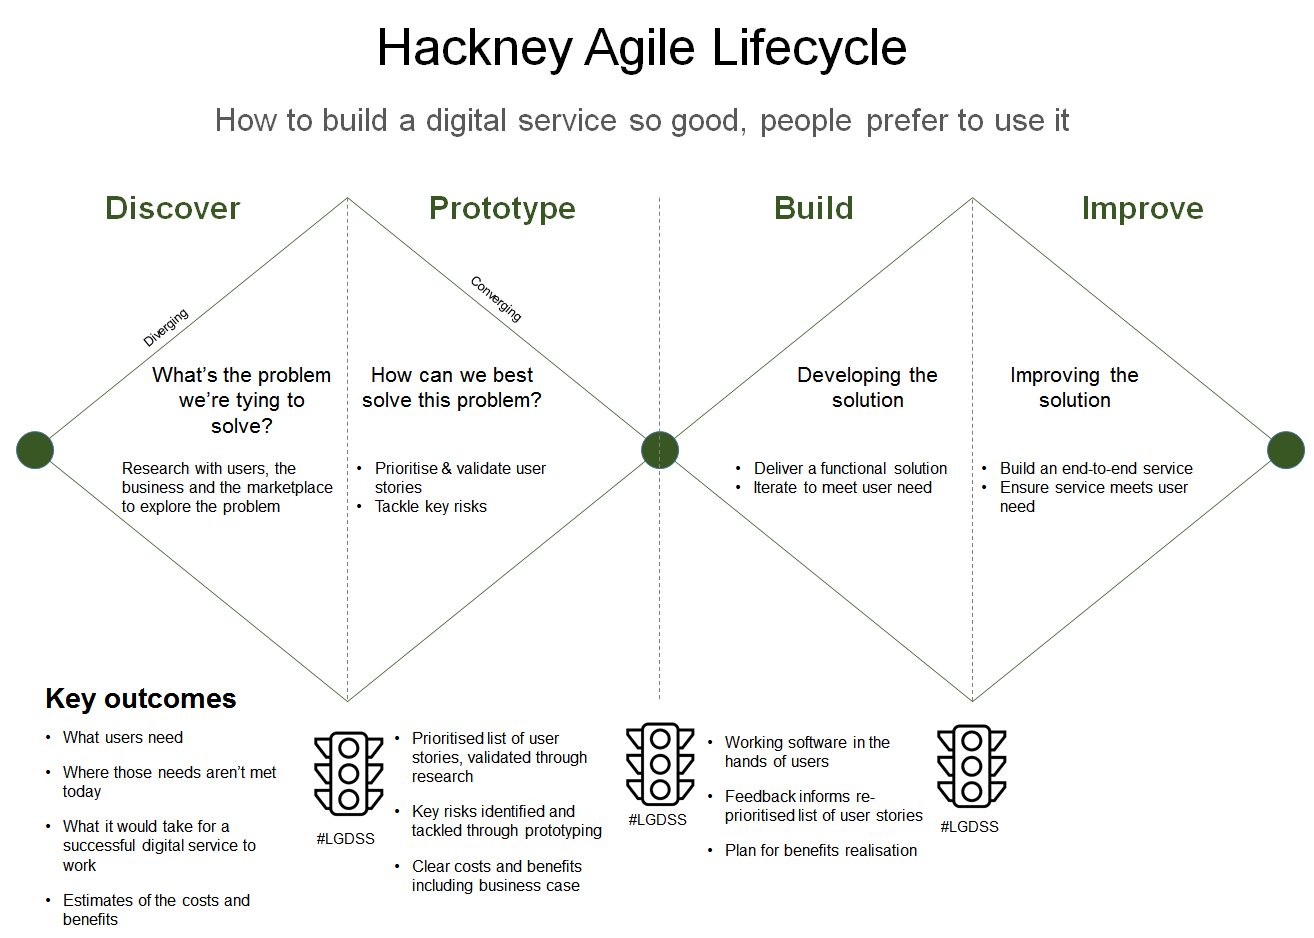 Hackney Agile Lifecycle
How to build a digital service so good, people prefer to use it
Discover
Prototype
Build
Improve
Diverging
Converging
What's the problem
we're tying to
solve?
Research with users, the
business and the marketplace
to explore the problem
How can we best
solve this problem?
• Prioritise & validate user
stories
• Tackle key risks
Developing the
solution
• Deliver a functional solution
• Iterate to meet user need
Improving the
solution
• Build an end-to-end service
• Ensure service meets user
need
Key outcomes
• What users need
• Where those needs aren't met
today
• What it would take for a
successful digital service to
work
• Estimates of the costs and
benefits
#LGDSS
• Prioritised list of user
stories, validated through
research
• Key risks identified and
tackled through prototyping
• Clear costs and benefits
including business case
#LGDSS
• Working software in the
hands of users
• Feedback informs re-
prioritised list of user stories
• Plan for benefits realisation
#LGDSS